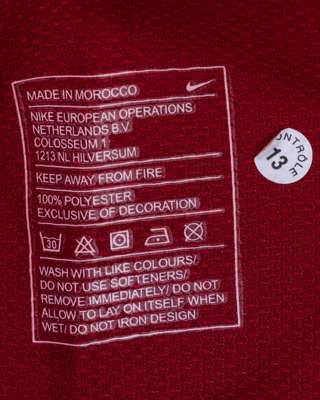 MADE IN MOROCCO
NIKE EUROPEAN OPERATIONS/
NETHERLANDS B.V.
COLOSSEUM 1
1213 NL HILVERSUM
KEEP AWAY FROM FIRE
100% POLYESTER
EXCLUSIVE OF DECORATION
30
WASH WITH LIKE COLOURS/
DO NOT USE SOFTENERS/
REMOVE IMMEDIATELY/ DO NOT
ALLOW TO LAY ON ITSELF WHEN
WET/ DO NOT IRON DESIGN
CONTRÔLE
13